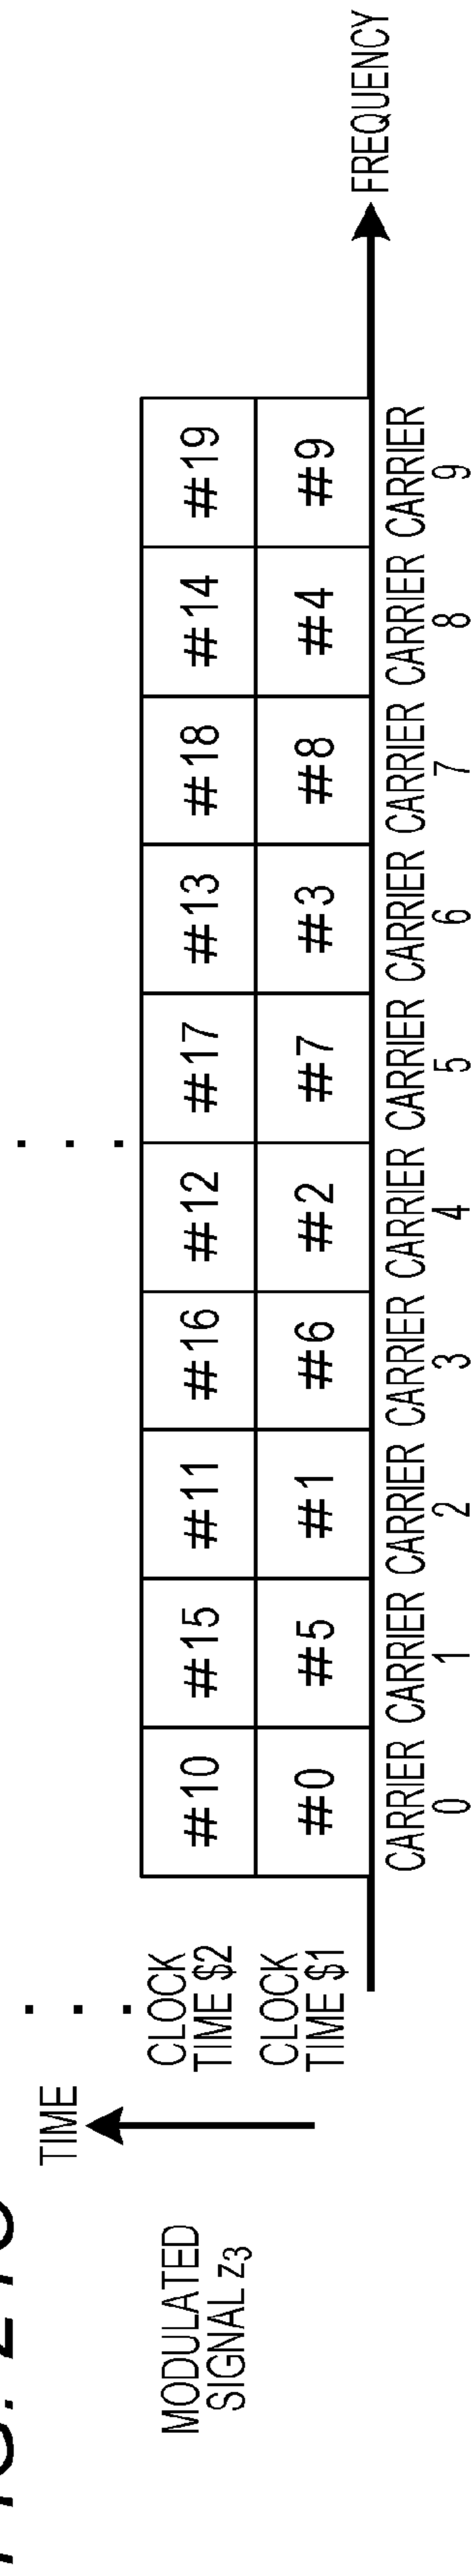 TIME
MODULATED
SIGNAL z3
CLOCK
TIME $2
#10 #15 #11 #16 #12 #17 #13 #18 #14 #19
CLOCK
TIME $1
#0 #5 #1 #6 #2 #7 #3 #8 #4 #9
FREQUENCY
CARRIER CARRIER CARRIER CARRIER CARRIER CARRIER CARRIER CARRIER CARRIER CARRIER
0 1 2 3 4 5 6 7 8 9